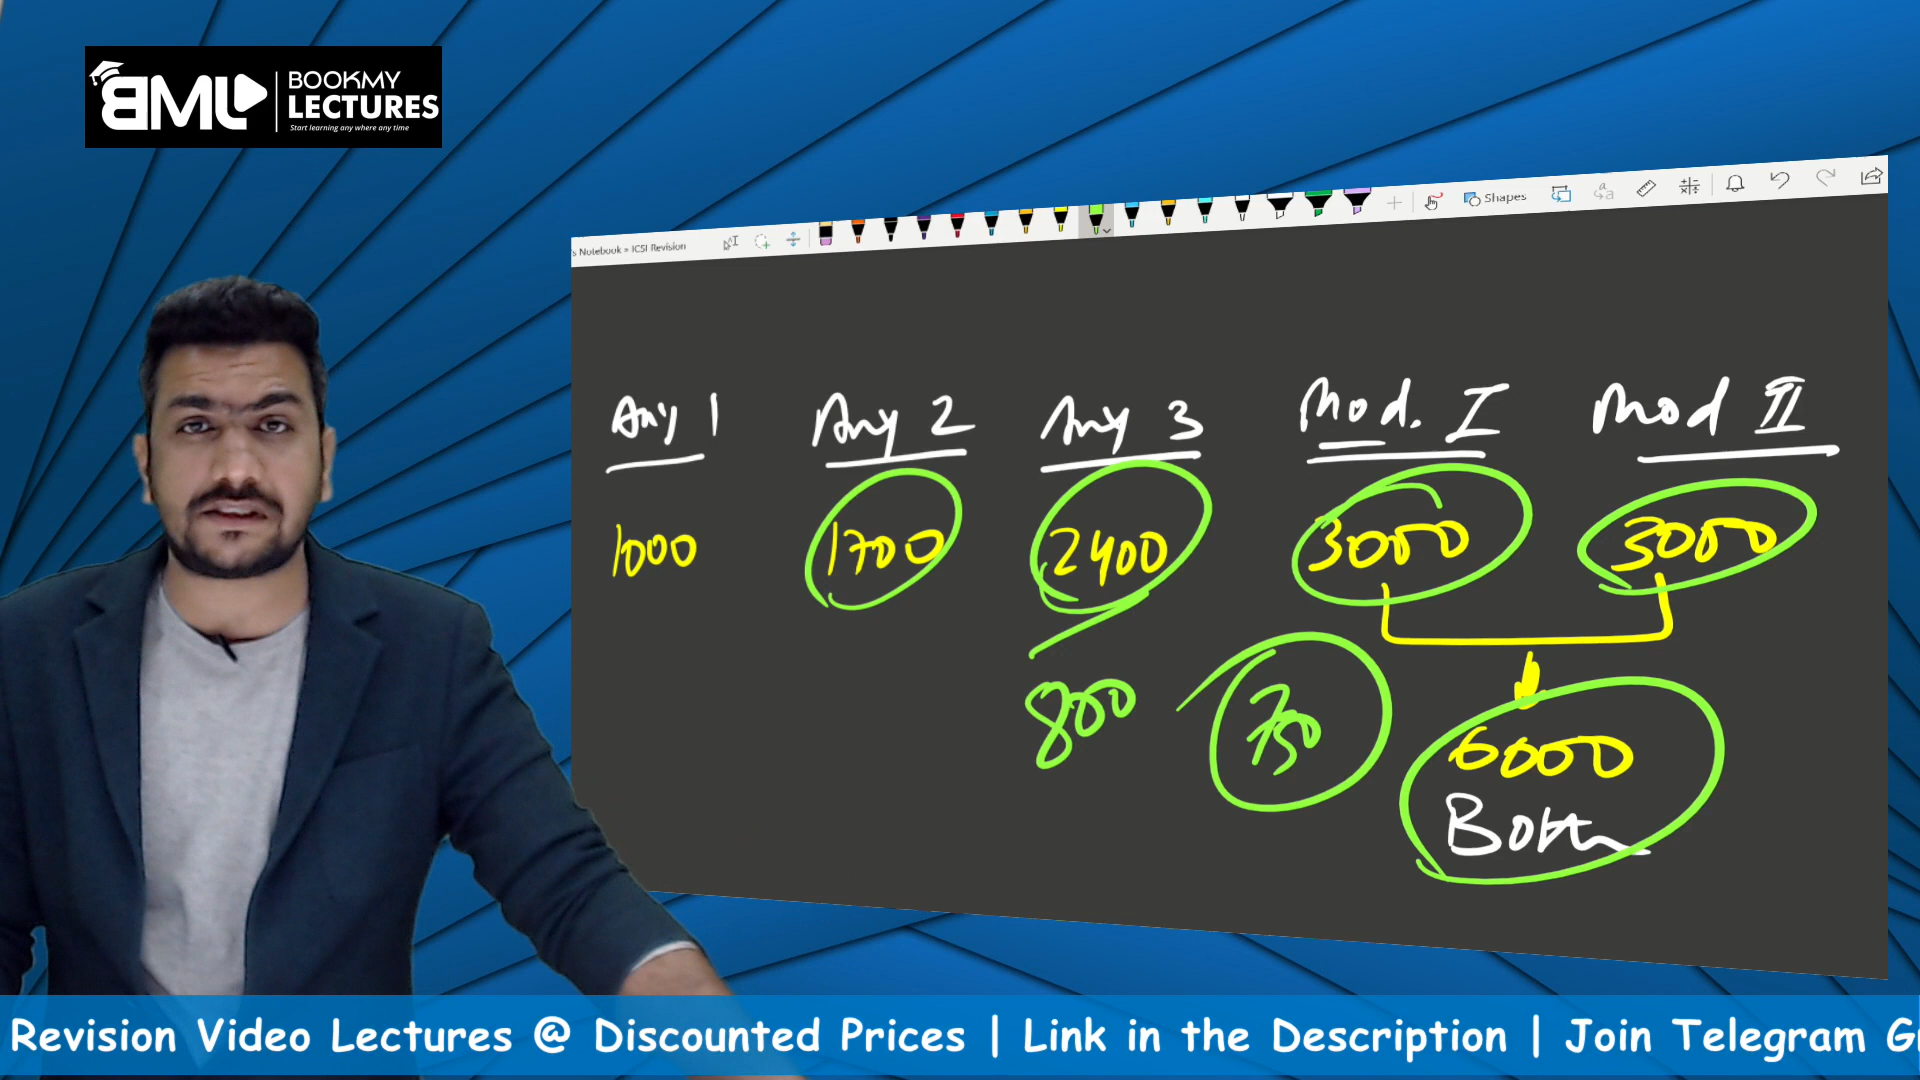 BML
BOOKMY
LECTURES
Start learning any where any time
s Notebook » ICSI Revision
Shapes
Any 1 Any 2 Any 3 Mod. I Mod II
1000 1700 2400 3000 3000
800 750 6000
Both
Revision Video Lectures @ Discounted Prices | Link in the Description | Join Telegram G